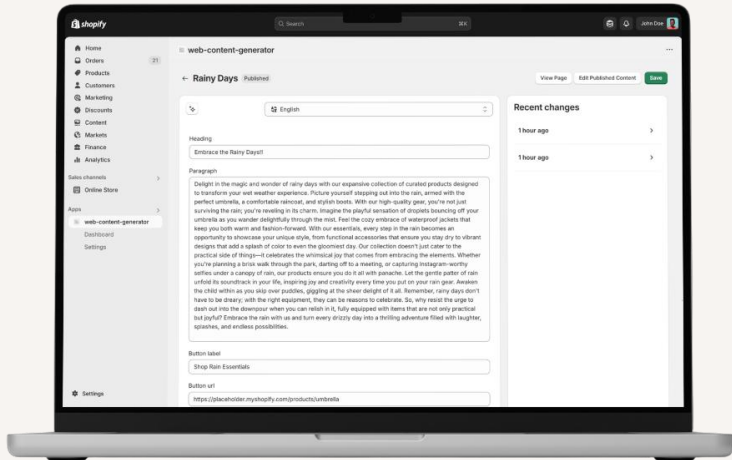 shopify
Search
⌘K
John Doe
Home
Orders 21
Products
Customers
Marketing
Discounts
Content
Markets
Finance
Analytics
Sales channels
Online Store
Apps
web-content-generator
Dashboard
Settings
Settings
web-content-generator
Rainy Days Published
View Page
Edit Published Content
Save
English
Heading
Embrace the Rainy Days!!
Paragraph
Delight in the magic and wonder of rainy days with our expansive collection of curated products designed
to transform your wet weather experience. Picture yourself stepping out into the rain, armed with the
perfect umbrella, a comfortable raincoat, and stylish boots. With our high-quality gear, you're not just
surviving the rain; you're reveling in its charm. Imagine the playful sensation of droplets bouncing off your
umbrella as you wander delightfully through the mist. Feel the cozy embrace of waterproof jackets that
keep you both warm and fashion-forward. With our essentials, every step in the rain becomes an
opportunity to showcase your unique style, from functional accessories that ensure you stay dry to vibrant
designs that add a splash of color to even the gloomiest day. Our collection doesn't just cater to the
practical side of things—it celebrates the whimsical joy that comes from embracing the elements. Whether
you're planning a brisk walk through the park, darting off to a meeting, or capturing instagram-worthy
selfies under a canopy of rain, our products ensure you do it all with panache. Let the gentle patter of rain
unfold its soundtrack in your life, inspiring joy and creativity every time you put on your rain gear. Awaken
the child within as you skip over puddles, giggling at the sheer delight of it all. Remember, rainy days don't
have to be dreary; with the right equipment, they can be reasons to celebrate. So, why resist the urge to
dash out into the downpour when you can relish in it, fully equipped with items that are not only practical
but joyful? Embrace the rain with us and turn every drizzly day into a thrilling adventure filled with laughter,
splashes, and endless possibilities.
Button label
Shop Rain Essentials
Button url
https://placeholder.myshopify.com/products/umbrella
Recent changes
1 hour ago
1 hour ago